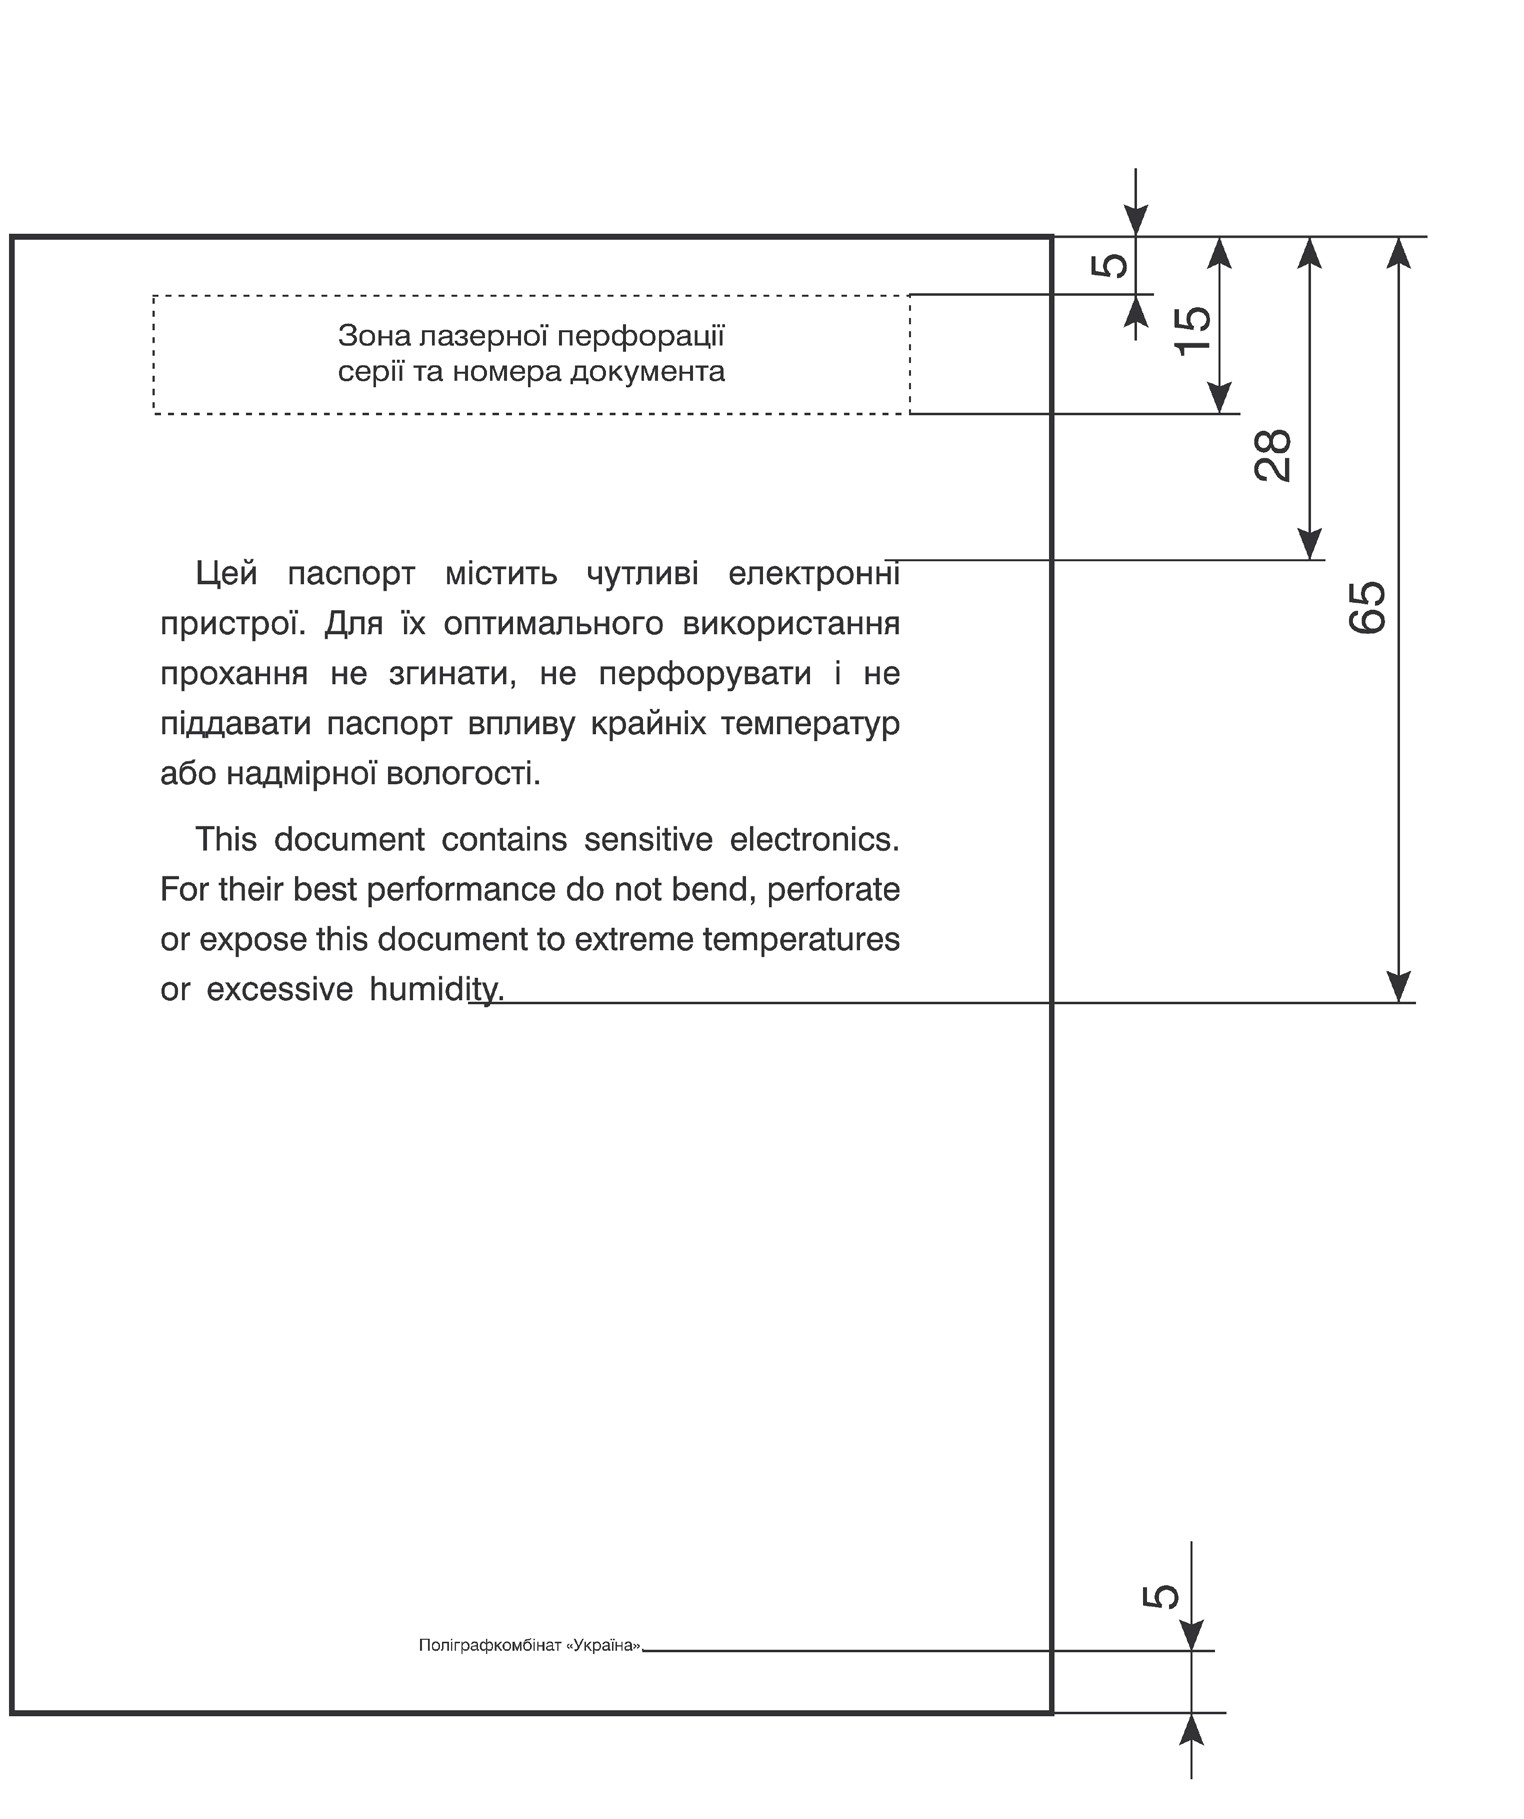 5
15
Зона лазерної перфорації
серії та номера документа
28
Цей паспорт містить чутливі електронні
пристрої. Для їх оптимального використання
прохання не згинати, не перфорувати і не
піддавати паспорт впливу крайніх температур
або надмірної вологості.
65
This document contains sensitive electronics.
For their best performance do not bend, perforate
or expose this document to extreme temperatures
or excessive humidity.
5
Поліграфкомбінат «Україна».